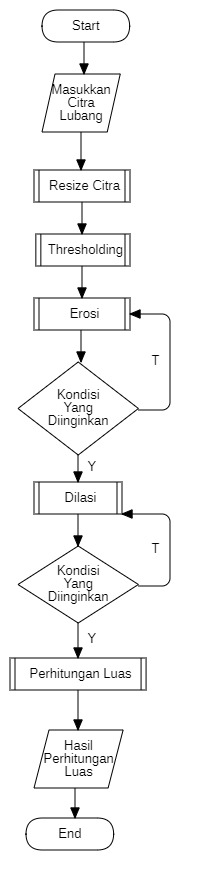 Start
Masukkan
Citra
Lubang
Resize Citra
Thresholding
Erosi
T
Kondisi
Yang
Diinginkan
Y
Dilasi
T
Kondisi
Yang
Diinginkan
Y
Perhitungan Luas
Hasil
Perhitungan
Luas
End